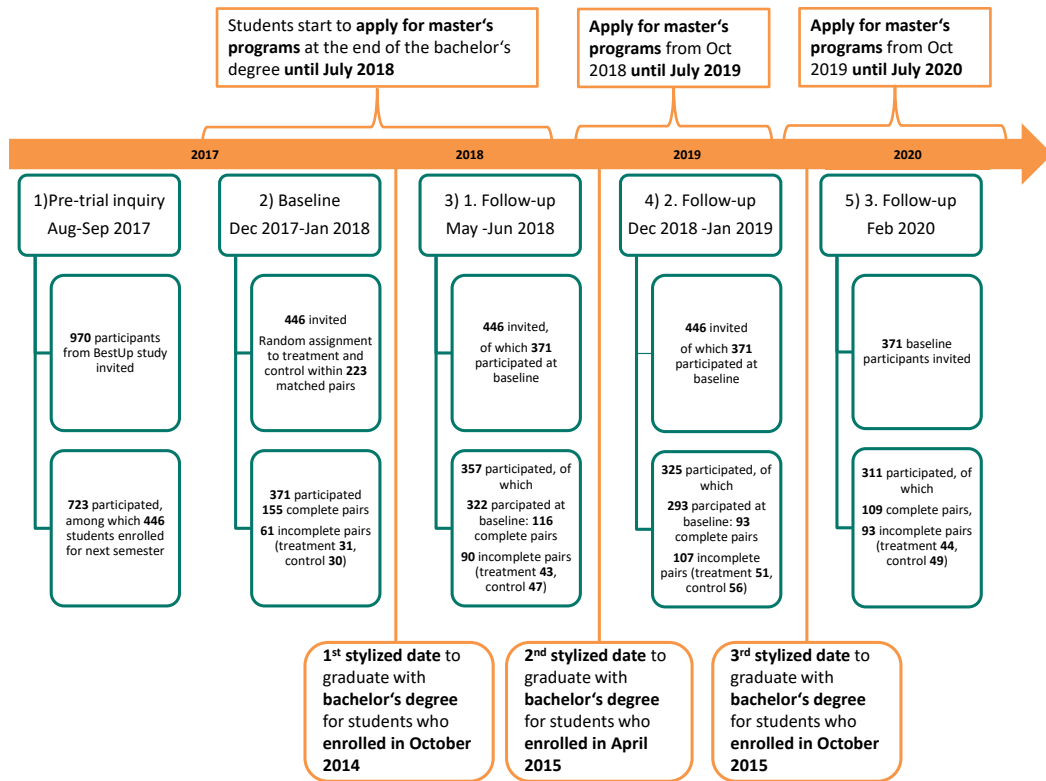 Students start to apply for master‘s
programs at the end of the bachelor‘s
degree until July 2018
Apply for master‘s
programs from Oct
2018 until July 2019
Apply for master‘s
programs from Oct
2019 until July 2020
2017
2018
2019
2020
1)Pre-trial inquiry
Aug-Sep 2017
970 participants
from BestUp study
invited
723 participated,
among which 446
students enrolled
for next semester
2) Baseline
Dec 2017-Jan 2018
446 invited
Random assignment
to treatment and
control within 223
matched pairs
371 participated
155 complete pairs
61 incomplete pairs
(treatment 31,
control 30)
3) 1. Follow-up
May -Jun 2018
446 invited,
of which 371
participated at
baseline
357 participated, of
which
322 parcipated at
baseline: 116
complete pairs
90 incomplete pairs
(treatment 43,
control 47)
4) 2. Follow-up
Dec 2018 -Jan 2019
446 invited
of which 371
participated at
baseline
325 participated, of
which
293 parcipated at
baseline: 93
complete pairs
107 incomplete
pairs (treatment 51,
control 56)
5) 3. Follow-up
Feb 2020
371 baseline
participants invited
311 participated, of
which
109 complete pairs,
93 incomplete pairs
(treatment 44,
control 49)
1st stylized date to
graduate with
bachelor‘s degree
for students who
enrolled in October
2014
2nd stylized date to
graduate with
bachelor‘s degree
for students who
enrolled in April
2015
3rd stylized date to
graduate with
bachelor‘s degree
for students who
enrolled in October
2015